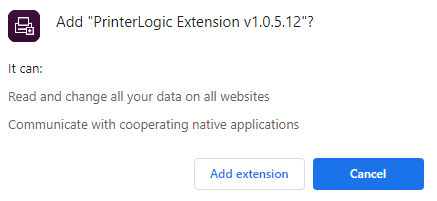 Add "PrinterLogic Extension v1.0.5.12"?
It can:
Read and change all your data on all websites
Communicate with cooperating native applications
Add extension
Cancel